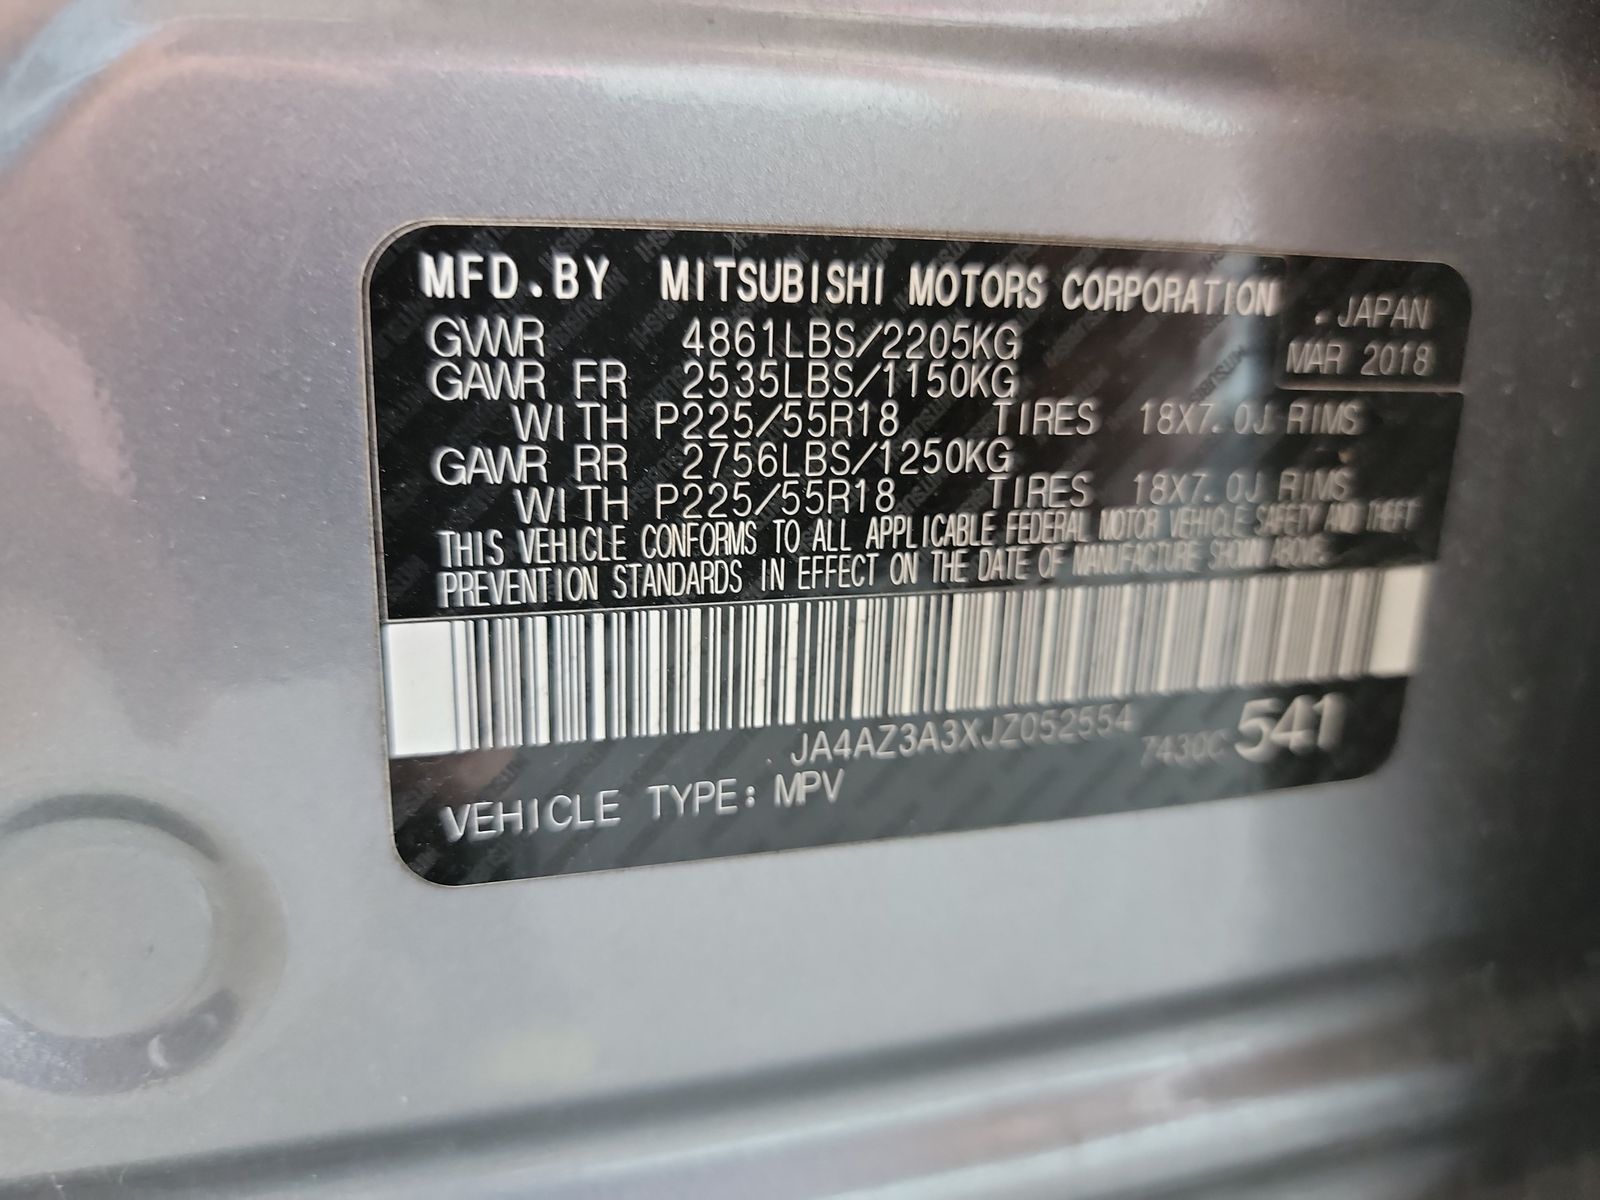 MFD.BY MITSUBISHI MOTORS CORPORATION
JAPAN
MAR 2018
GVWR 4861LBS/2205KG
GAWR FR 2535LBS/1150KG
WITH P225/55R18 TIRES 18X7.0J RIMS
GAWR RR 2756LBS/1250KG
WITH P225/55R18 TIRES 18X7.0J RIMS
THIS VEHICLE CONFORMS TO ALL APPLICABLE FEDERAL MOTOR VEHICLE SAFETY AND THEFT
PREVENTION STANDARDS IN EFFECT ON THE DATE OF MANUFACTURE SHOWN ABOVE.
JA4AZ3A3XJZ052554
7430C 541
VEHICLE TYPE: MPV